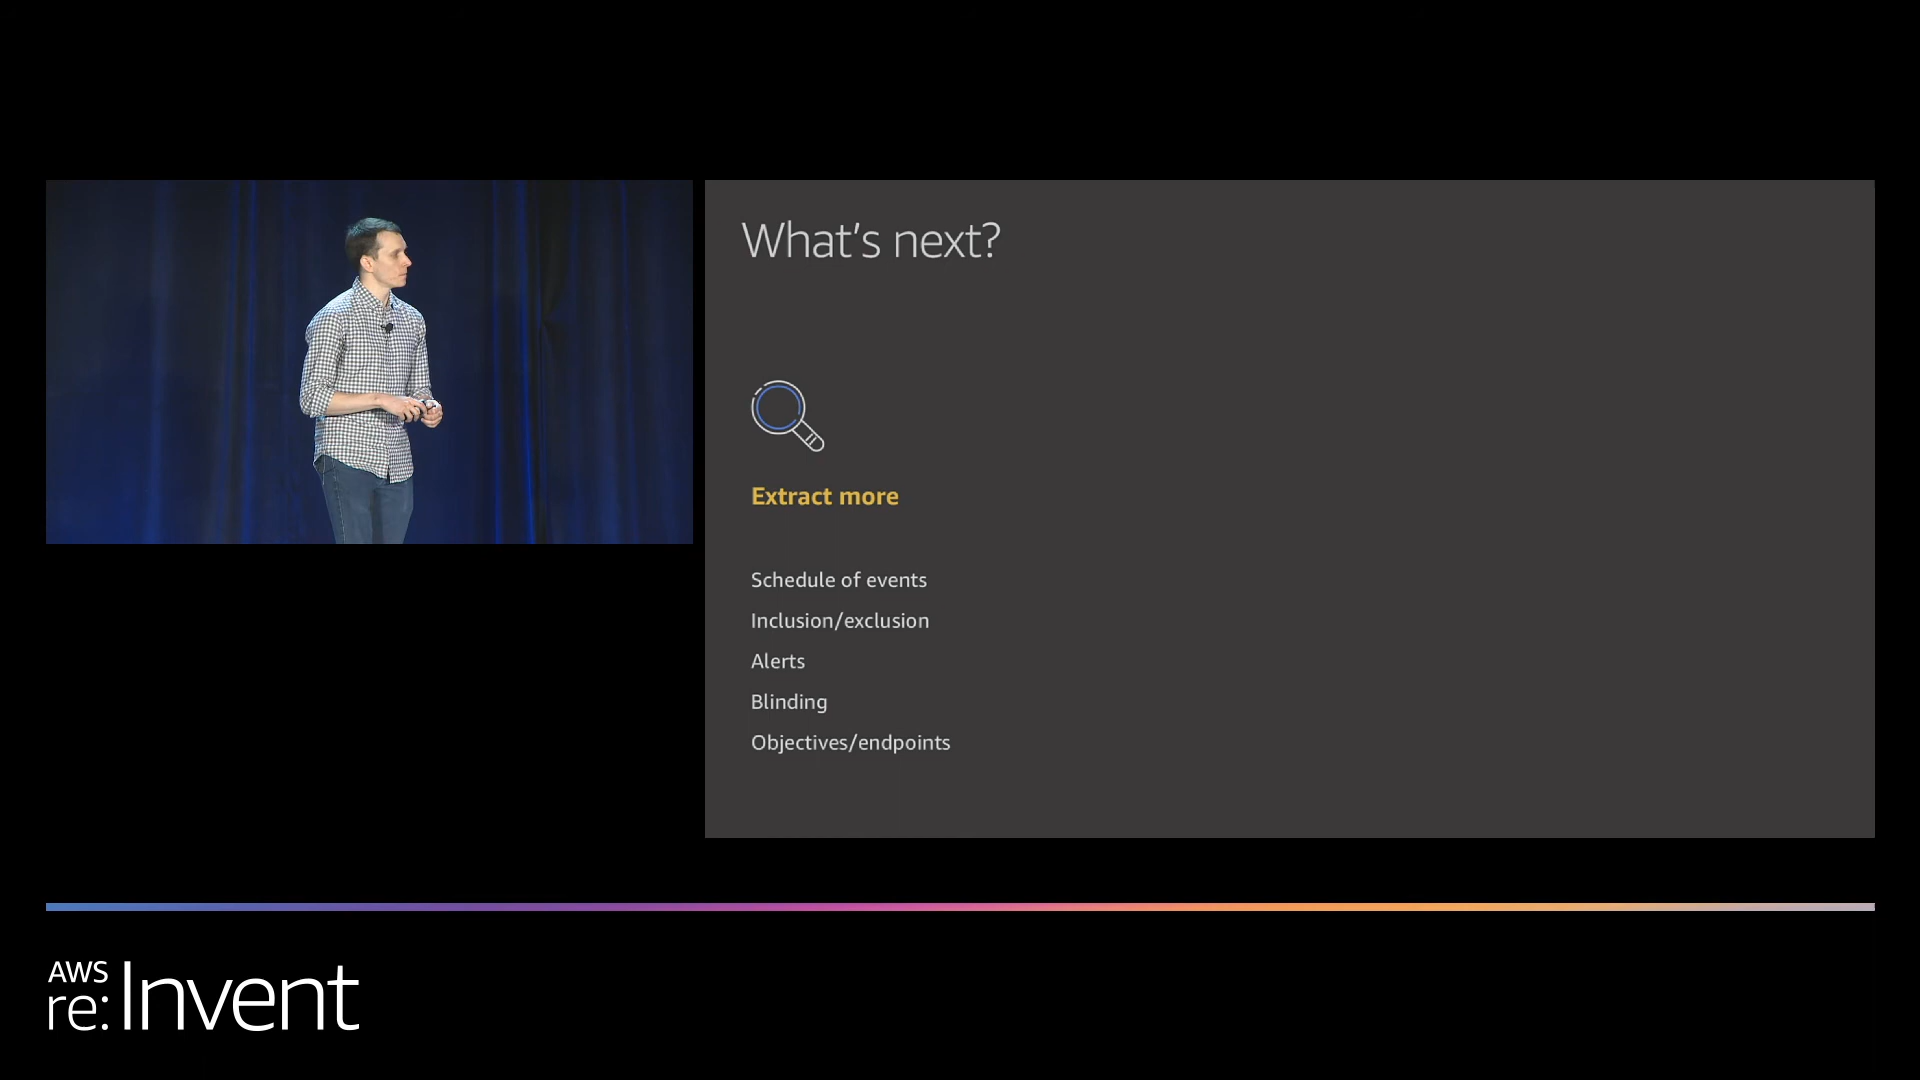 What's next?
Extract more
Schedule of events
Inclusion/exclusion
Alerts
Blinding
Objectives/endpoints
AWS
re:Invent